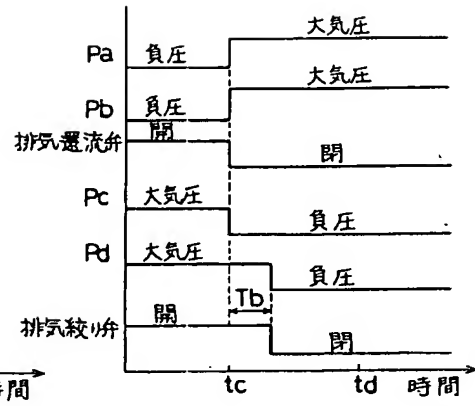 大気圧
Pa 負圧
大気圧
Pb 負圧
排気還流弁 開 閉
Pc 大気圧 負圧
Pd 大気圧 負圧
Tb
排気絞り弁 開 閉
時間 tc td 時間